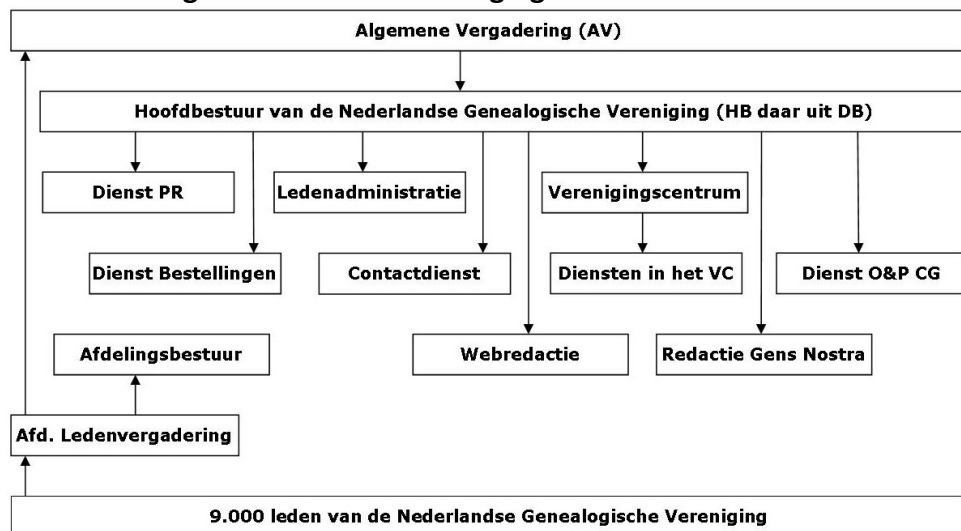 Algemene Vergadering (AV)
Hoofdbestuur van de Nederlandse Genealogische Vereniging (HB daar uit DB)
Dienst PR
Ledenadministratie
Verenigingscentrum
Dienst Bestellingen
Contactdienst
Diensten in het VC
Dienst O&P CG
Afdelingsbestuur
Webredactie
Redactie Gens Nostra
Afd. Ledenvergadering
9.000 leden van de Nederlandse Genealogische Vereniging